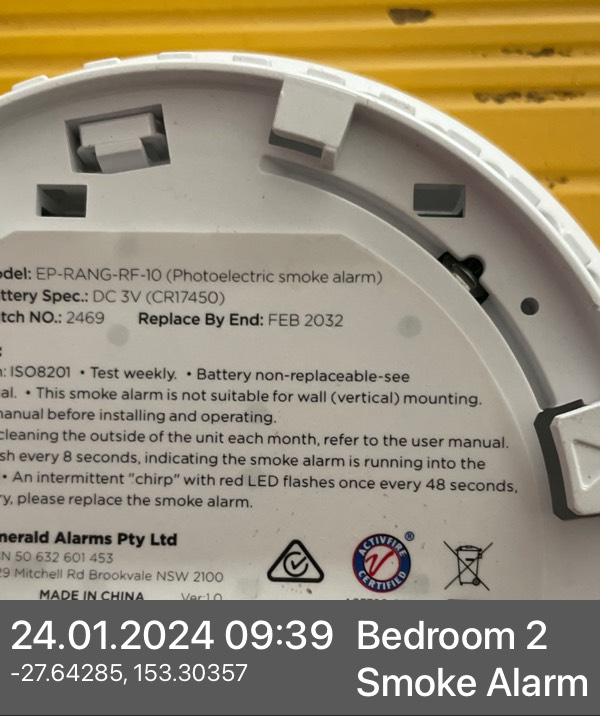 odel: EP-RANG-RF-10 (Photoelectric smoke alarm)
ttery Spec.: DC 3V (CR17450)
tch NO.: 2469 Replace By End: FEB 2032
:
: ISO8201 • Test weekly. • Battery non-replaceable-see
al. • This smoke alarm is not suitable for wall (vertical) mounting.
nanual before installing and operating.
cleaning the outside of the unit each month, refer to the user manual.
sh every 8 seconds, indicating the smoke alarm is running into the
• An intermittent "chirp" with red LED flashes once every 48 seconds,
ry, please replace the smoke alarm.
nerald Alarms Pty Ltd
N 50 632 601 453
29 Mitchell Rd Brookvale NSW 2100
MADE IN CHINA Ver:1.0
ACTIVFIRE ®
CERTIFIED
24.01.2024 09:39
-27.64285, 153.30357
Bedroom 2
Smoke Alarm